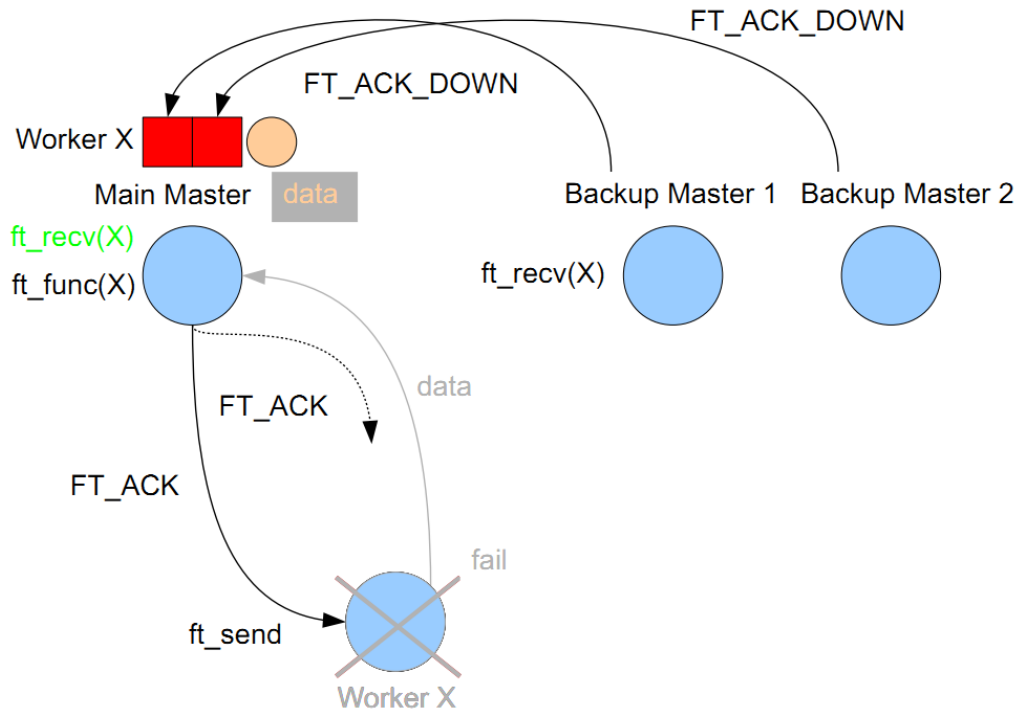 FT_ACK_DOWN
FT_ACK_DOWN
Worker X
Main Master
data
Backup Master 1
Backup Master 2
ft_recv(X)
ft_func(X)
ft_recv(X)
data
FT_ACK
FT_ACK
fail
ft_send
Worker X